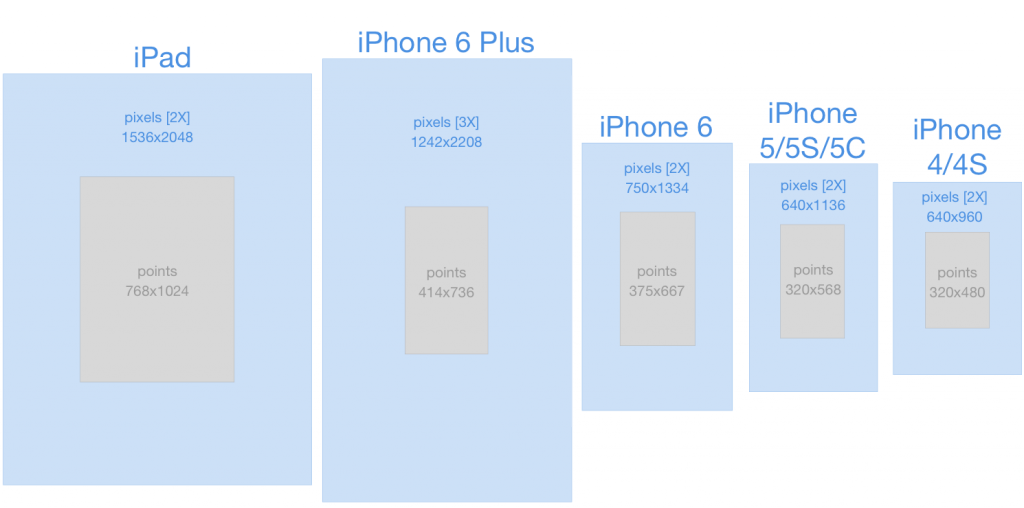 iPad
pixels [2X]
1536x2048
points
768x1024
iPhone 6 Plus
pixels [3X]
1242x2208
points
414x736
iPhone 6
pixels [2X]
750x1334
points
375x667
iPhone
5/5S/5C
pixels [2X]
640x1136
points
320x568
iPhone
4/4S
pixels [2X]
640x960
points
320x480